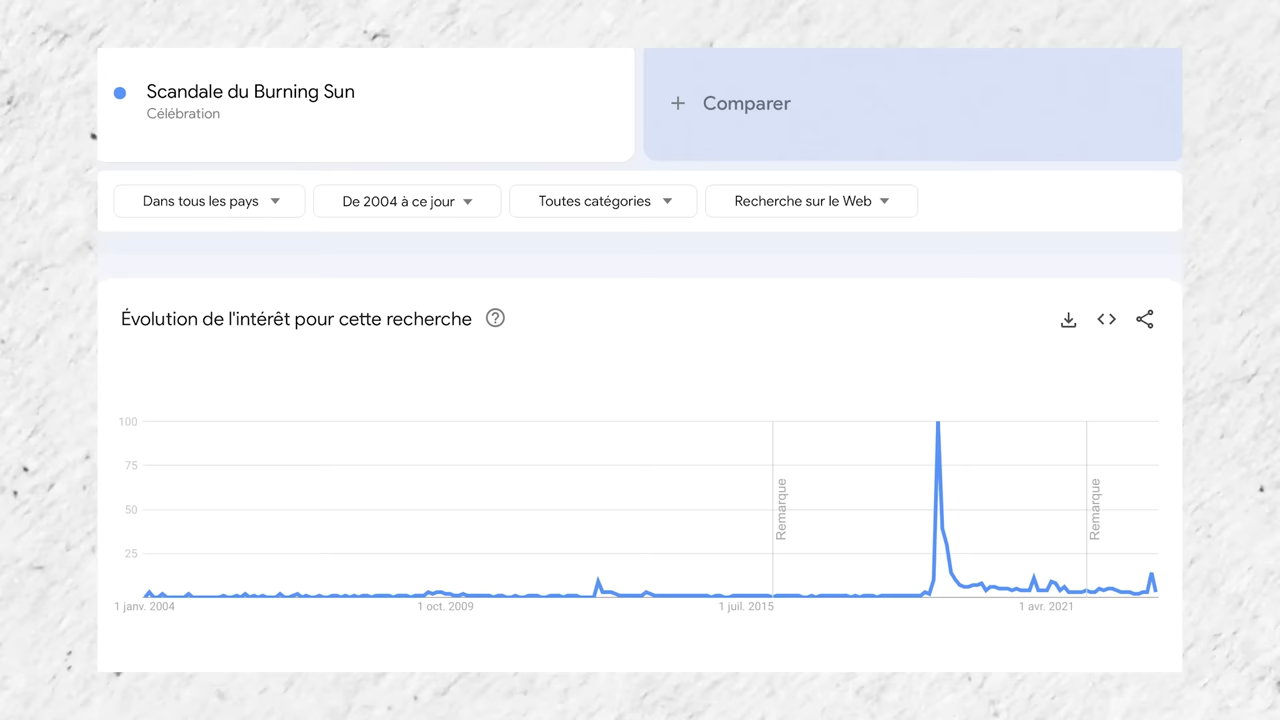 Scandale du Burning Sun
Célébration
+ Comparer
Dans tous les pays
De 2004 à ce jour
Toutes catégories
Recherche sur le Web
Évolution de l'intérêt pour cette recherche ?
100
75
50
25
Remarque
Remarque
1 janv. 2004
1 oct. 2009
1 juil. 2015
1 avr. 2021